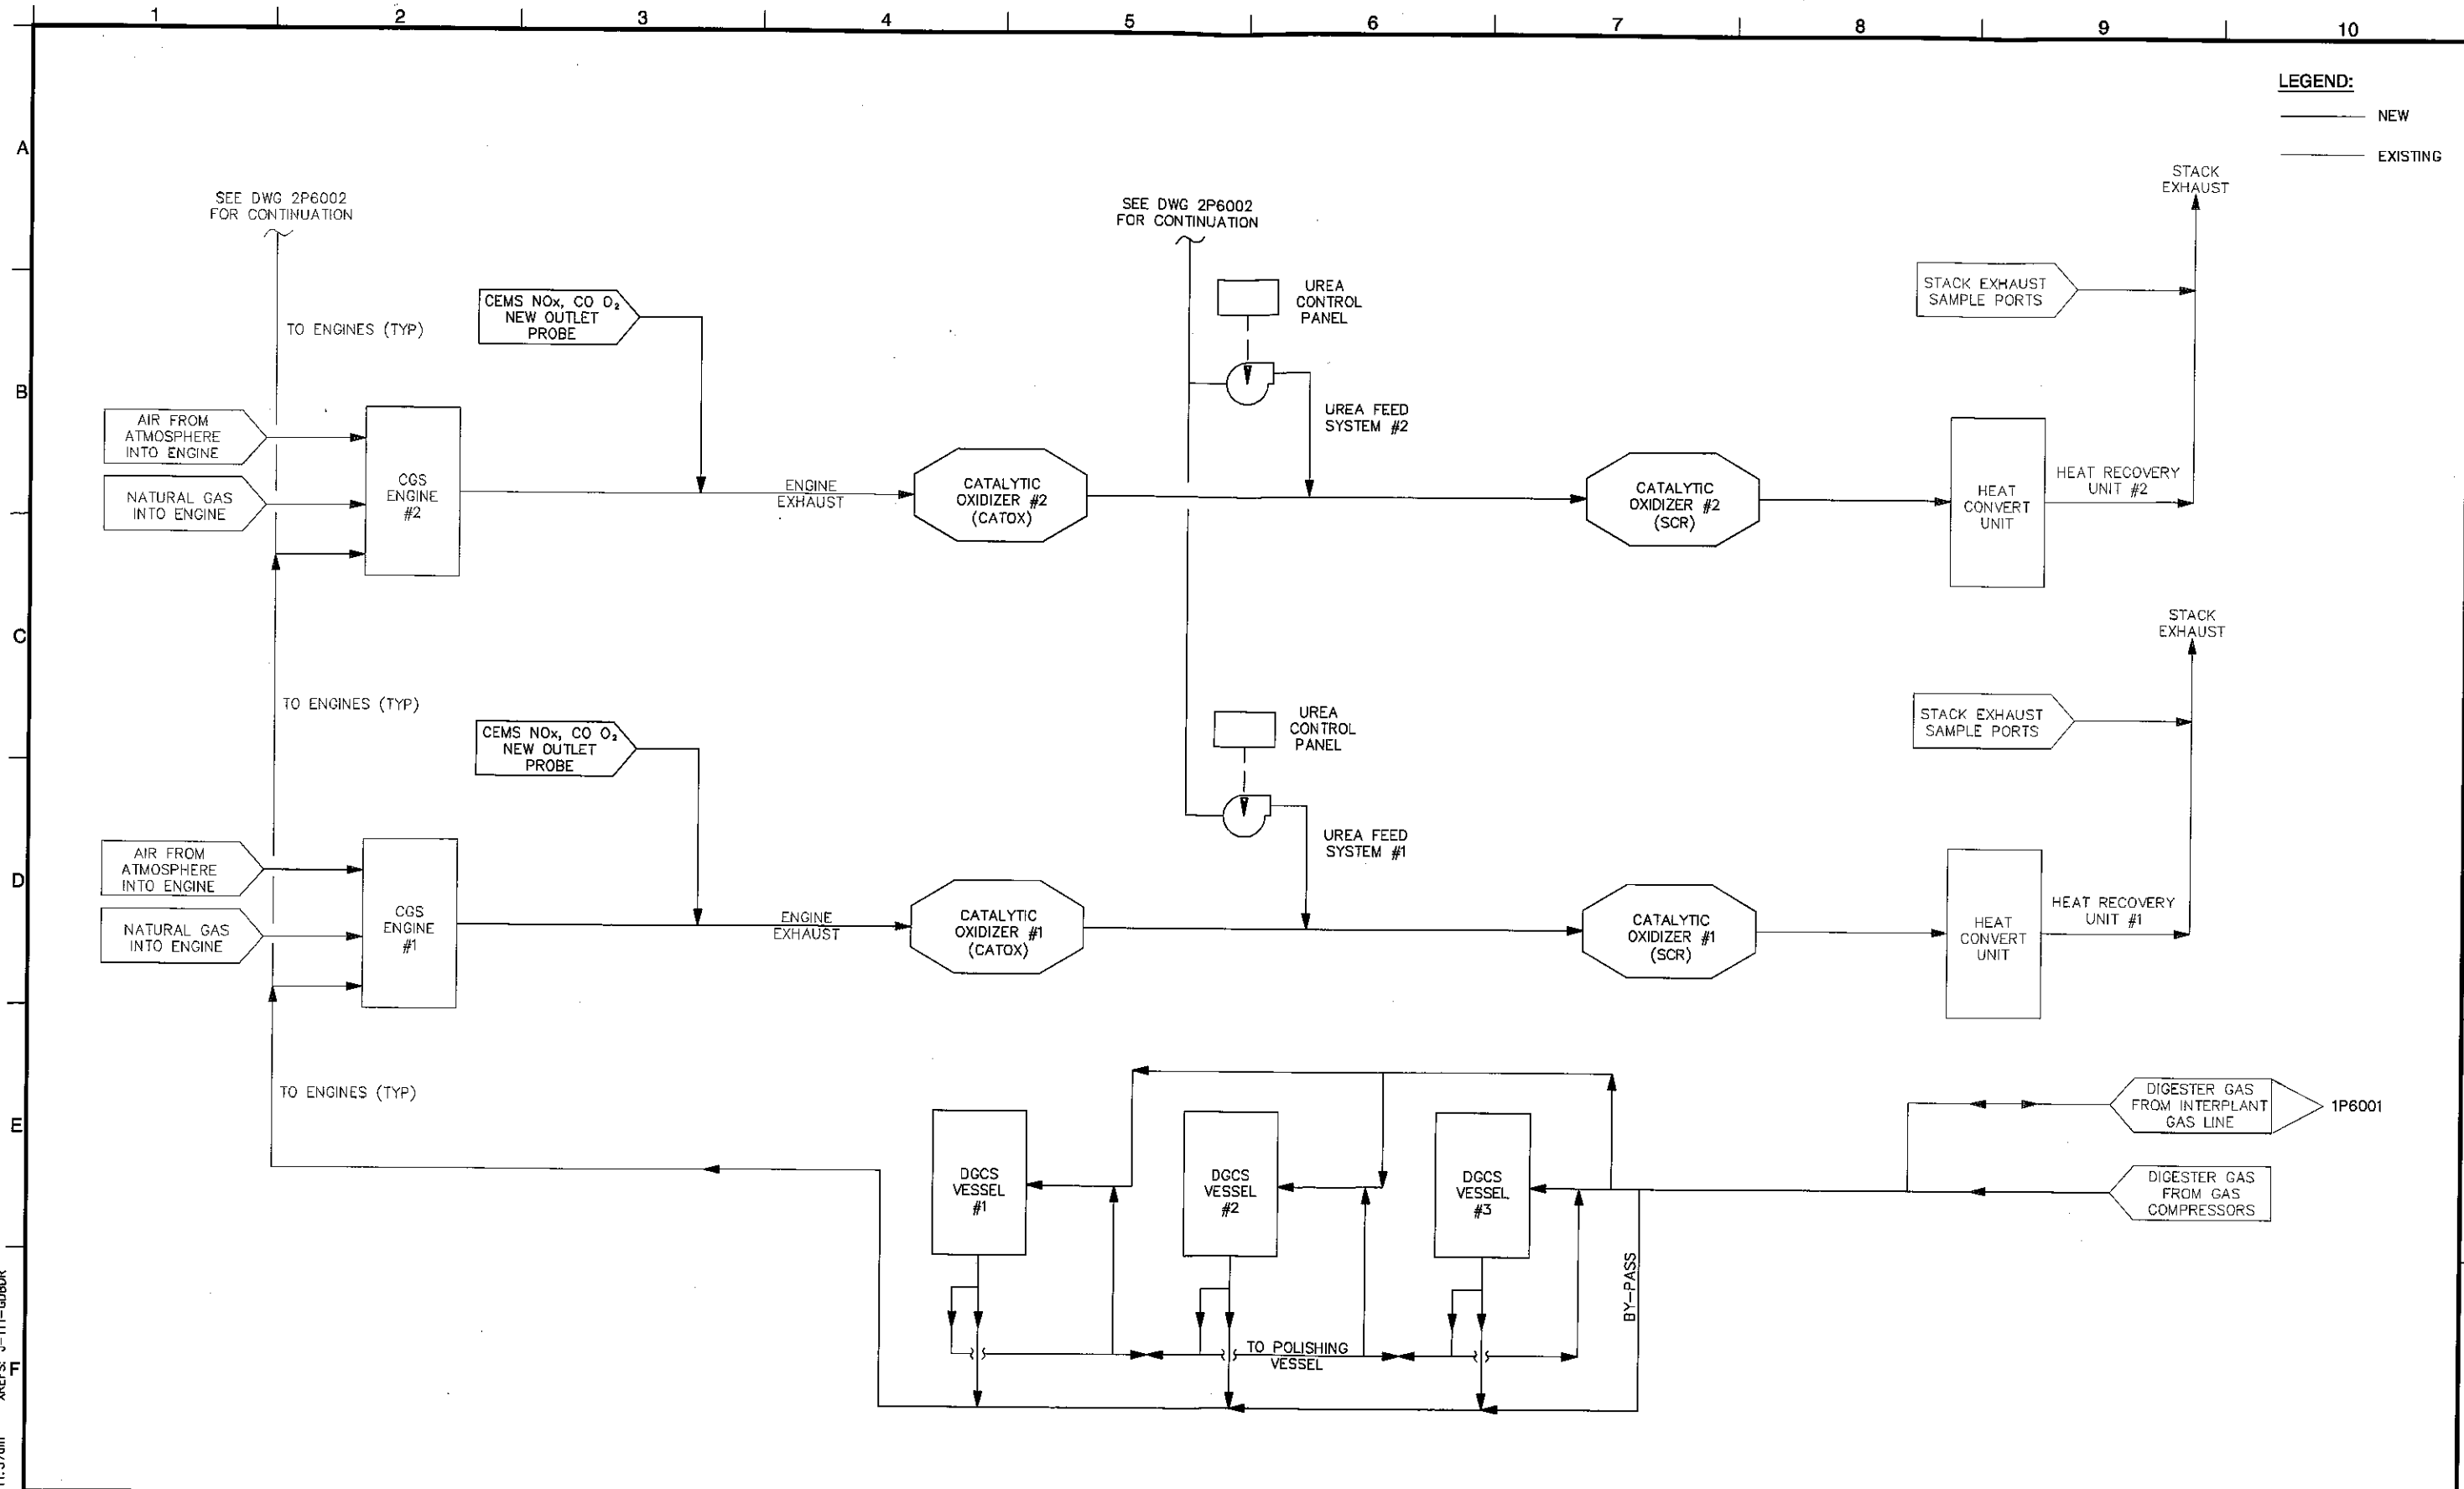 1 2 3 4 5 6 7 8 9 10
LEGEND:
NEW
EXISTING
A
B
C
D
E
F
SEE DWG 2P6002
FOR CONTINUATION
SEE DWG 2P6002
FOR CONTINUATION
STACK
EXHAUST
TO ENGINES (TYP)
CEMS NOx, CO O₂
NEW OUTLET
PROBE
UREA
CONTROL
PANEL
STACK EXHAUST
SAMPLE PORTS
AIR FROM
ATMOSPHERE
INTO ENGINE
NATURAL GAS
INTO ENGINE
CGS
ENGINE
#2
ENGINE
EXHAUST
CATALYTIC
OXIDIZER #2
(CATOX)
UREA FEED
SYSTEM #2
CATALYTIC
OXIDIZER #2
(SCR)
HEAT
CONVERT
UNIT
HEAT RECOVERY
UNIT #2
STACK
EXHAUST
TO ENGINES (TYP)
CEMS NOx, CO O₂
NEW OUTLET
PROBE
UREA
CONTROL
PANEL
STACK EXHAUST
SAMPLE PORTS
AIR FROM
ATMOSPHERE
INTO ENGINE
NATURAL GAS
INTO ENGINE
CGS
ENGINE
#1
ENGINE
EXHAUST
CATALYTIC
OXIDIZER #1
(CATOX)
UREA FEED
SYSTEM #1
CATALYTIC
OXIDIZER #1
(SCR)
HEAT
CONVERT
UNIT
HEAT RECOVERY
UNIT #1
TO ENGINES (TYP)
DGCS
VESSEL
#1
DGCS
VESSEL
#2
DGCS
VESSEL
#3
DIGESTER GAS
FROM INTERPLANT
GAS LINE
1P6001
DIGESTER GAS
FROM GAS
COMPRESSORS
BY-PASS
TO POLISHING
VESSEL